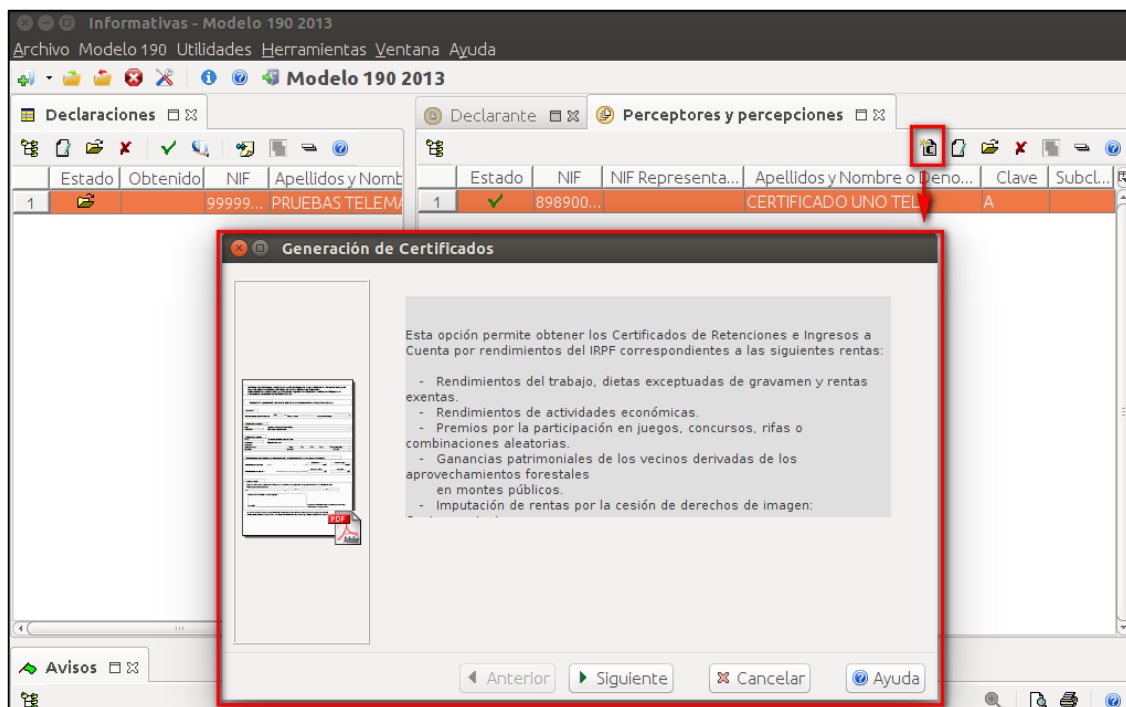 Informativas - Modelo 190 2013
Archivo Modelo 190 Utilidades Herramientas Ventana Ayuda
Modelo 190 2013
Declaraciones
Declarante Perceptores y percepciones
Estado Obtenido NIF Apellidos y Nomb
Estado NIF NIF Representa... Apellidos y Nombre o Deno... Clave Subcl...
1 99999... PRUEBAS TELEMA
1 898900... CERTIFICADO UNO TEL A
Generación de Certificados
Esta opción permite obtener los Certificados de Retenciones e Ingresos a
Cuenta por rendimientos del IRPF correspondientes a las siguientes rentas:
- Rendimientos del trabajo, dietas exceptuadas de gravamen y rentas
exentas.
- Rendimientos de actividades económicas.
- Premios por la participación en juegos, concursos, rifas o
combinaciones aleatorias.
- Ganancias patrimoniales de los vecinos derivadas de los
aprovechamientos forestales
en montes públicos.
- Imputación de rentas por la cesión de derechos de imagen:
PDF
Adobe
Anterior Siguiente Cancelar Ayuda
Avisos